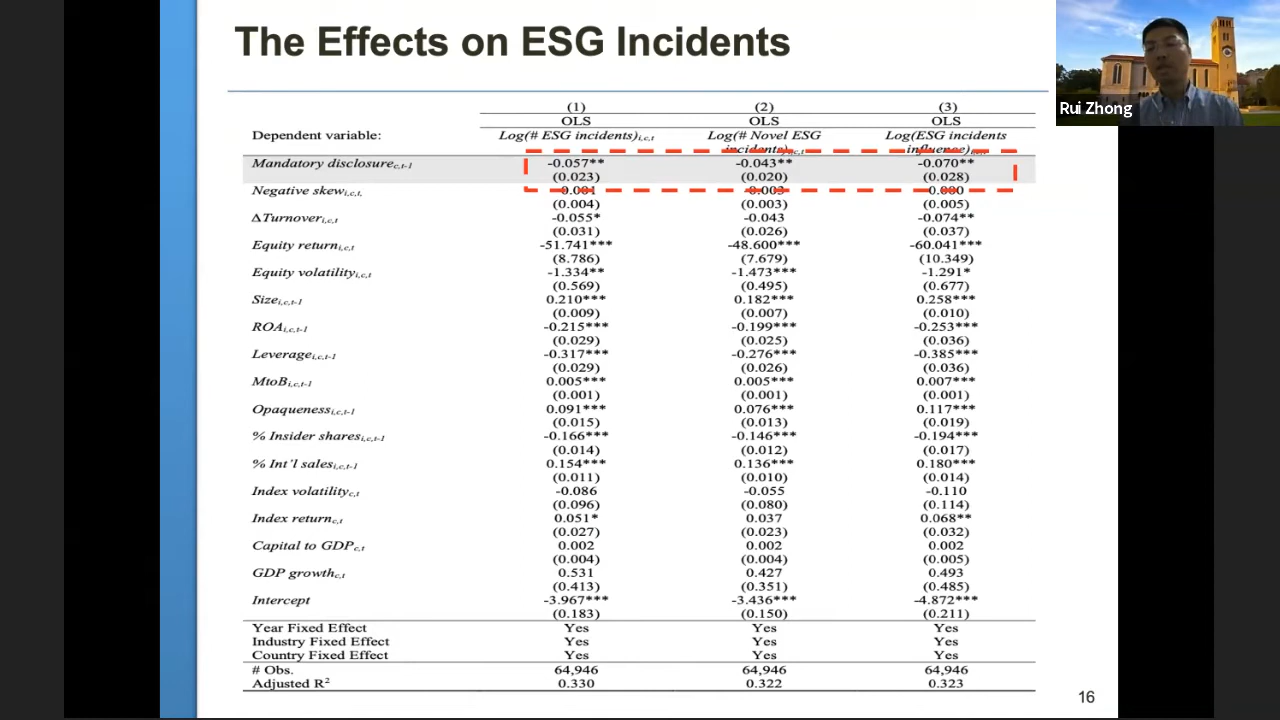 The Effects on ESG Incidents
Rui Zhong
(1) (2) (3)
OLS OLS OLS
Dependent variable: Log(# ESG incidents)i,c,t Log(# Novel ESG incidents)i,c,t Log(ESG incidents influence)i,c,t
Mandatory disclosurec,t-1 -0.057** -0.043** -0.070**
(0.023) (0.020) (0.028)
Negative skewi,c,t, 0.001 -0.003 0.000
(0.004) (0.003) (0.005)
ΔTurnoveri,c,t -0.055* -0.043 -0.074**
(0.031) (0.026) (0.037)
Equity returni,c,t -51.741*** -48.600*** -60.041***
(8.786) (7.679) (10.349)
Equity volatilityi,c,t -1.334** -1.473*** -1.291*
(0.569) (0.495) (0.677)
Sizei,c,t-1 0.210*** 0.182*** 0.258***
(0.009) (0.007) (0.010)
ROAi,c,t-1 -0.215*** -0.199*** -0.253***
(0.029) (0.025) (0.036)
Leveragei,c,t-1 -0.317*** -0.276*** -0.385***
(0.029) (0.026) (0.036)
MtoBi,c,t-1 0.005*** 0.005*** 0.007***
(0.001) (0.001) (0.001)
Opaquenessi,c,t-1 0.091*** 0.076*** 0.117***
(0.015) (0.013) (0.019)
% Insider sharesi,c,t-1 -0.166*** -0.146*** -0.194***
(0.014) (0.012) (0.017)
% Int'l salesi,c,t-1 0.154*** 0.136*** 0.180***
(0.011) (0.010) (0.014)
Index volatilityc,t -0.086 -0.055 -0.110
(0.096) (0.080) (0.114)
Index returnc,t 0.051* 0.037 0.068**
(0.027) (0.023) (0.032)
Capital to GDPc,t 0.002 0.002 0.002
(0.004) (0.004) (0.005)
GDP growthc,t 0.531 0.427 0.493
(0.413) (0.351) (0.485)
Intercept -3.967*** -3.436*** -4.872***
(0.183) (0.150) (0.211)
Year Fixed Effect Yes Yes Yes
Industry Fixed Effect Yes Yes Yes
Country Fixed Effect Yes Yes Yes
# Obs. 64,946 64,946 64,946
Adjusted R² 0.330 0.322 0.323
16